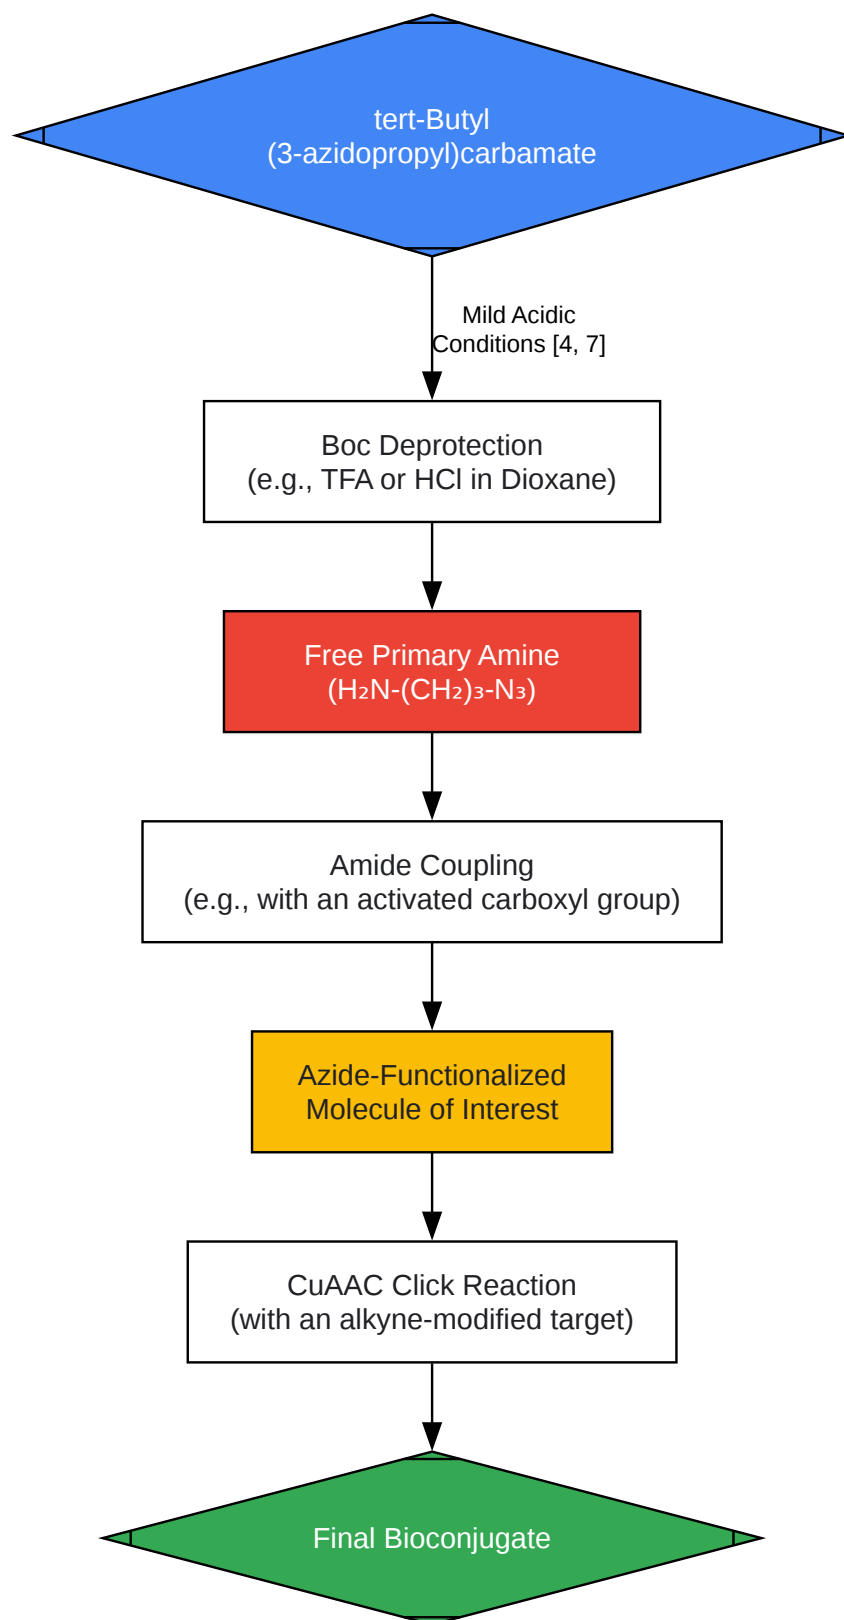 tert-Butyl
(3-azidopropyl)carbamate
Mild Acidic
Conditions [4, 7]
Boc Deprotection
(e.g., TFA or HCl in Dioxane)
Free Primary Amine
(H₂N-(CH₂)₃-N₃)
Amide Coupling
(e.g., with an activated carboxyl group)
Azide-Functionalized
Molecule of Interest
CuAAC Click Reaction
(with an alkyne-modified target)
Final Bioconjugate